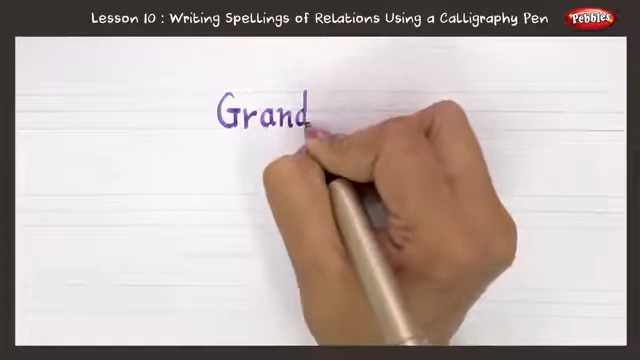 Lesson 10 : Writing Spellings of Relations Using a Calligraphy Pen
Pebbles
Grand